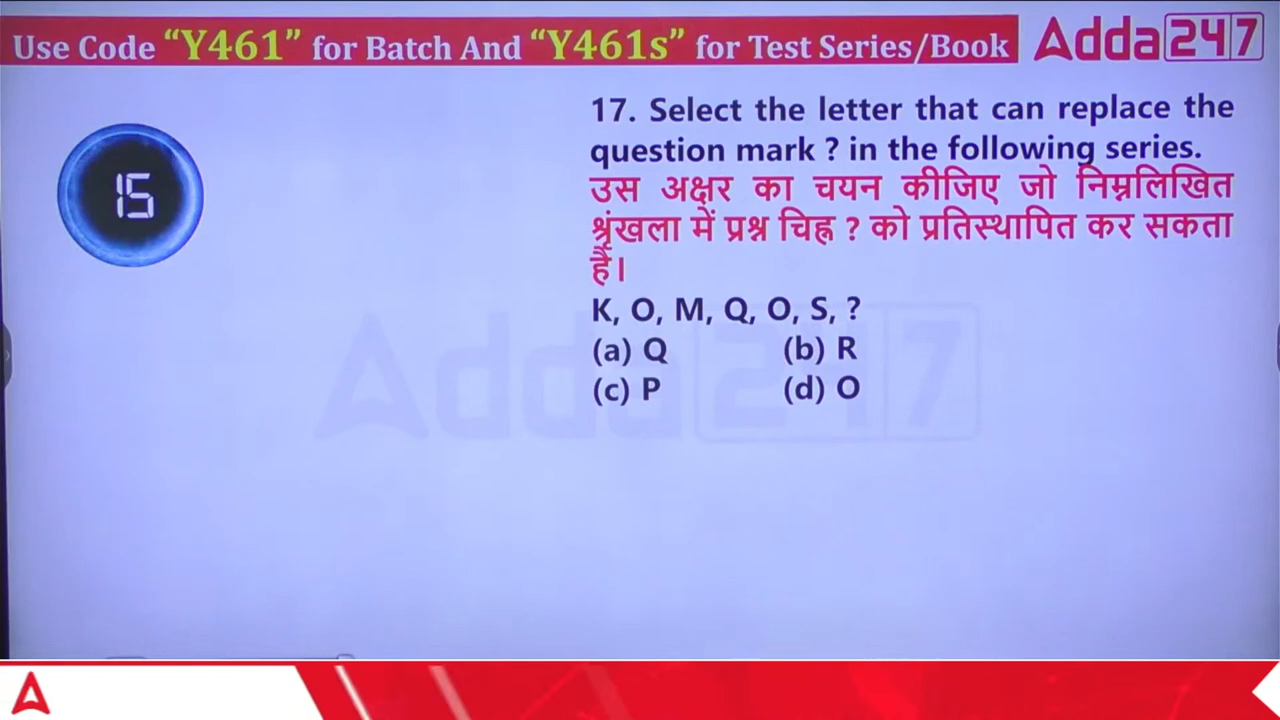 Use Code “Y461” for Batch And “Y461s” for Test Series/Book
Adda247
15
17. Select the letter that can replace the
question mark ? in the following series.
उस अक्षर का चयन कीजिए जो निम्नलिखित
श्रृंखला में प्रश्न चिह्न ? को प्रतिस्थापित कर सकता
है।
K, O, M, Q, O, S, ?
(a) Q (b) R
(c) P (d) O
Adda247